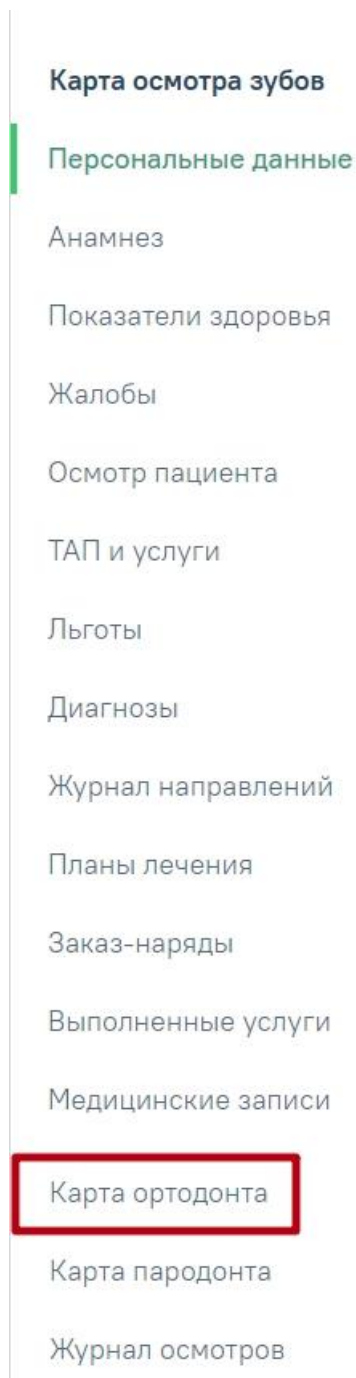 Карта осмотра зубов
Персональные данные
Анамнез
Показатели здоровья
Жалобы
Осмотр пациента
ТАП и услуги
Льготы
Диагнозы
Журнал направлений
Планы лечения
Заказ-наряды
Выполненные услуги
Медицинские записи
Карта ортодонта
Карта пародонта
Журнал осмотров